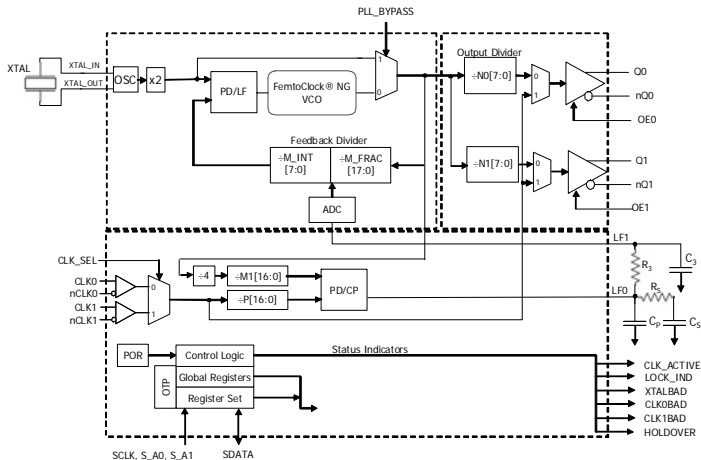 PLL_BYPASS
XTAL
XTAL_IN
XTAL_OUT
OSC
x2
PD/LF
FemtoClock® NG
VCO
1
0
Output Divider
÷N0[7:0]
0
1
Q0
nQ0
OE0
Feedback Divider
÷M_INT
[7:0]
÷M_FRAC
[17:0]
ADC
÷N1[7:0]
0
1
Q1
nQ1
OE1
CLK_SEL
CLK0
nCLK0
CLK1
nCLK1
0
1
÷4
÷M1[16:0]
÷P[16:0]
PD/CP
LF1
LF0
R3
C3
RS
CP
CS
POR
OTP
Control Logic
Global Registers
Register Set
Status Indicators
CLK_ACTIVE
LOCK_IND
XTALBAD
CLK0BAD
CLK1BAD
HOLDOVER
SCLK, S_A0, S_A1
SDATA